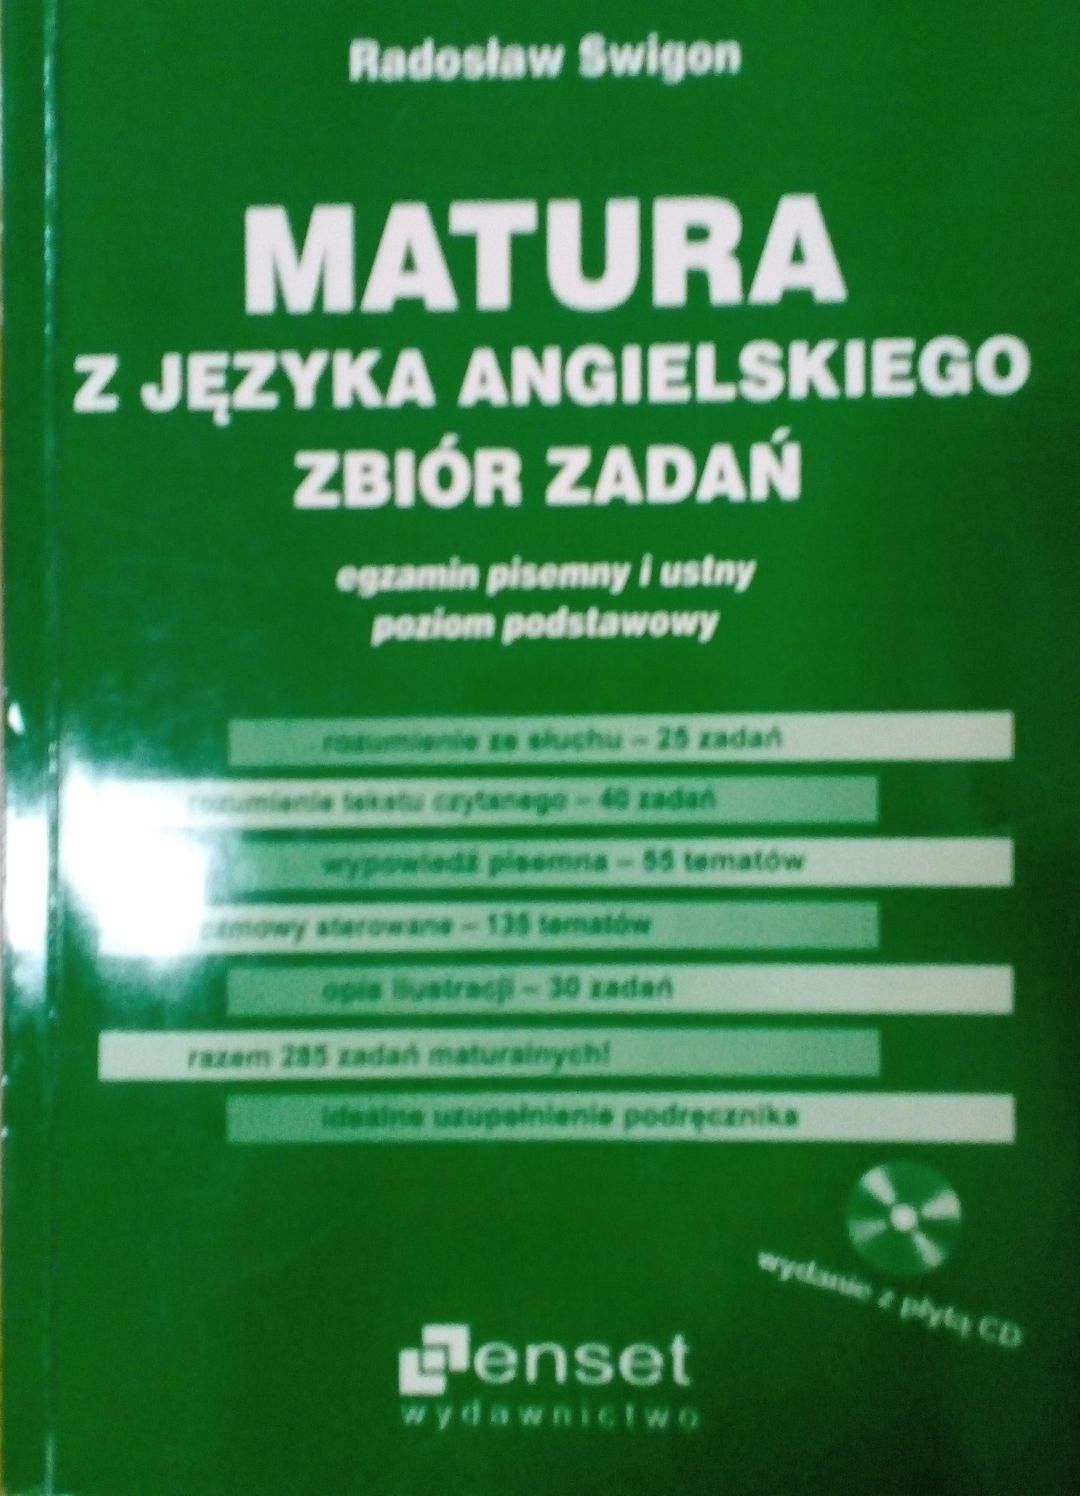 Radosław Swigon
MATURA
Z JĘZYKA ANGIELSKIEGO
ZBIÓR ZADAŃ
egzamin pisemny i ustny
poziom podstawowy
rozumienie ze słuchu – 25 zadań
rozumienie tekstu czytanego – 40 zadań
wypowiedź pisemna – 55 tematów
rozmowy sterowane – 135 tematów
opis ilustracji – 30 zadań
razem 285 zadań maturalnych!
idealne uzupełnienie podręcznika
wydanie z płytą CD
enset
wydawnictwo